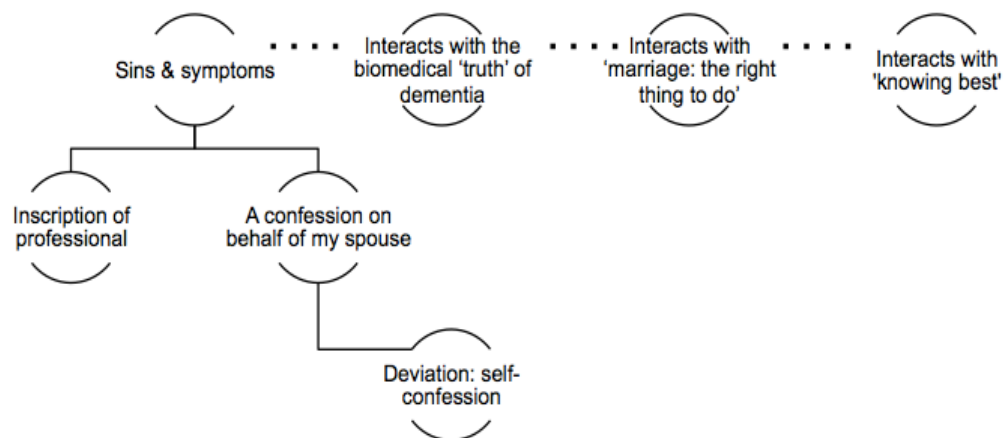 Sins & symptoms
Interacts with the
biomedical ‘truth’ of
dementia
Interacts with
‘marriage: the right
thing to do’
Interacts with
'knowing best'
Inscription of
professional
A confession on
behalf of my spouse
Deviation: self-
confession